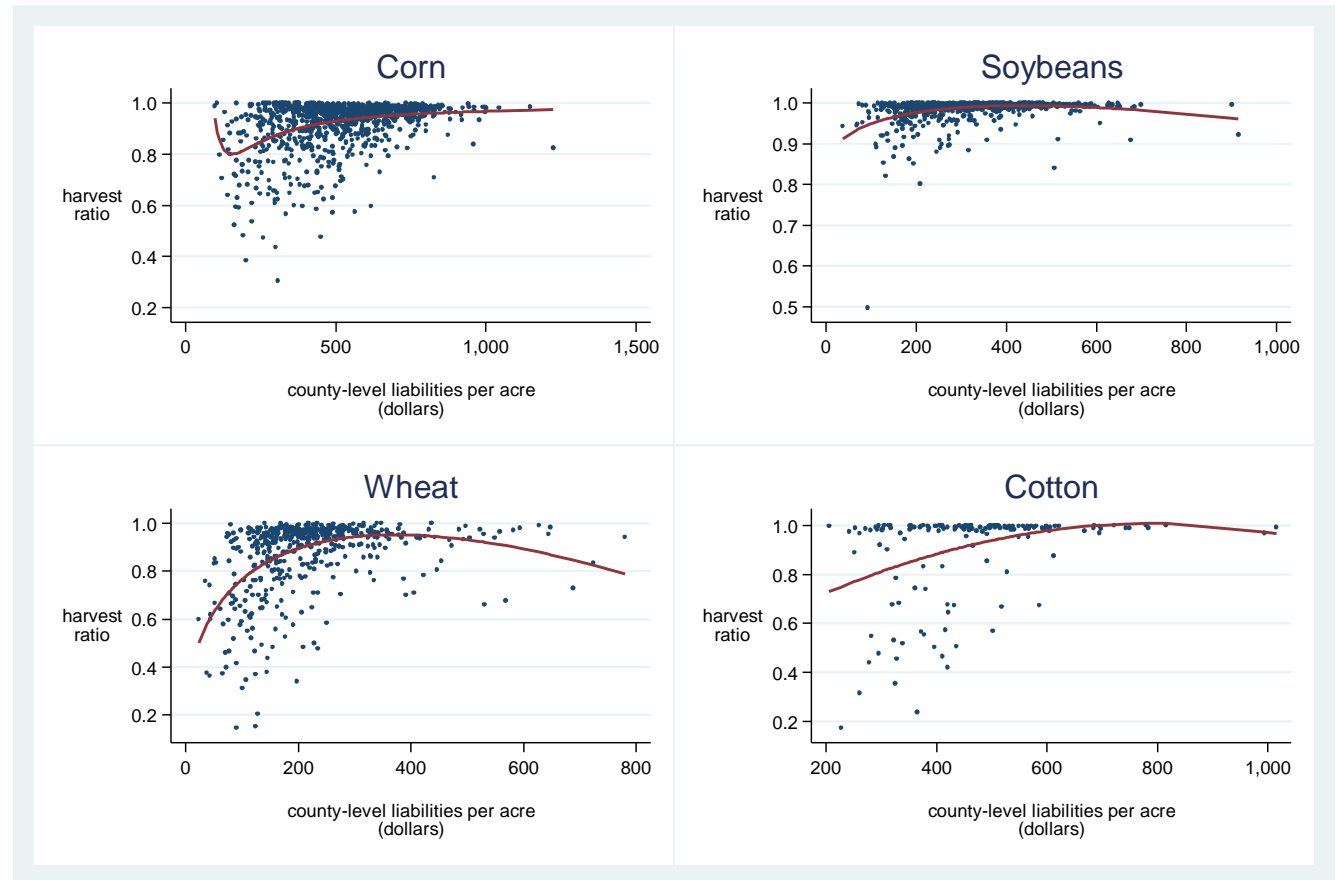 Corn
1.0
0.8
0.6
0.4
0.2
harvest
ratio
0
500
1,000
1,500
county-level liabilities per acre
(dollars)
Soybeans
1.0
0.9
0.8
0.7
0.6
0.5
harvest
ratio
0
200
400
600
800
1,000
county-level liabilities per acre
(dollars)
Wheat
1.0
0.8
0.6
0.4
0.2
harvest
ratio
0
200
400
600
800
county-level liabilities per acre
(dollars)
Cotton
1.0
0.8
0.6
0.4
0.2
harvest
ratio
200
400
600
800
1,000
county-level liabilities per acre
(dollars)